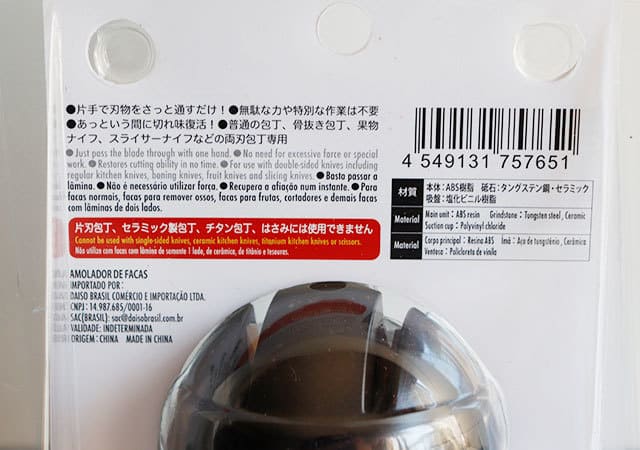 ●片手で刃物をさっと通すだけ！●無駄な力や特別な作業は不要
●あっという間に切れ味復活！●普通の包丁、骨抜き包丁、果物
ナイフ、スライサーナイフなどの両刃包丁専用
●Just pass the blade through with one hand. ●No need for excessive force or special
work. ●Restores cutting ability in no time. ●For use with double-sided knives including
regular kitchen knives, boning knives, fruit knives and slicing knives. ●Basta passar a
lâmina. ●Não é necessário utilizar força. ●Recupera a afiação num instante. ●Para
facas normais, facas para remover ossos, facas para frutas, cortadores e demais facas
com lâminas de dois lados.
片刃包丁、セラミック製包丁、チタン包丁、はさみには使用できません
Cannot be used with single-sided knives, ceramic kitchen knives, titanium kitchen knives or scissors.
Não utilize com facas com lâmina de somente 1 lado, de cerâmica, de titânio e tesouras.
AMOLADOR DE FACAS
IMPORTADO POR:
DAISO BRASIL COMÉRCIO E IMPORTAÇÃO LTDA.
CNPJ: 14.987.685/0001-16
SAC(BRASIL): sac@daisobrasil.com.br
VALIDADE: INDETERMINADA
ORIGEM: CHINA MADE IN CHINA
4 549131 757651
材質 本体：ABS樹脂 砥石：タングステン鋼・セラミック
吸盤：塩化ビニル樹脂
Material Main unit : ABS resin Grindstone : Tungsten steel, Ceramic
Suction cup : Polyvinyl chloride
Material Corpo principal : Resina ABS Imã : Aço de tungstênio, Cerâmica
Ventosa : Policloreto de vinila